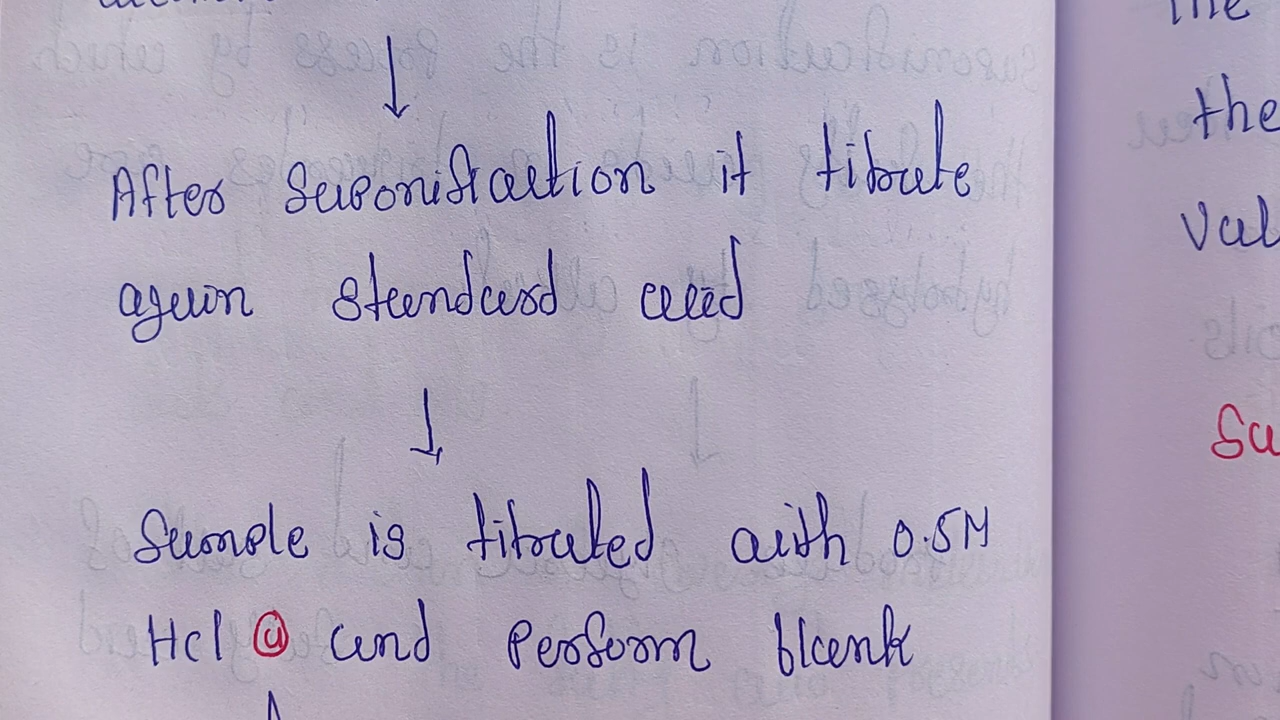 ↓
After saponification it titrate
again standard acid
↓
Sample is titrated with 0.5M
Hcl ⓐ and Perform blank
The
the
Val
Sa